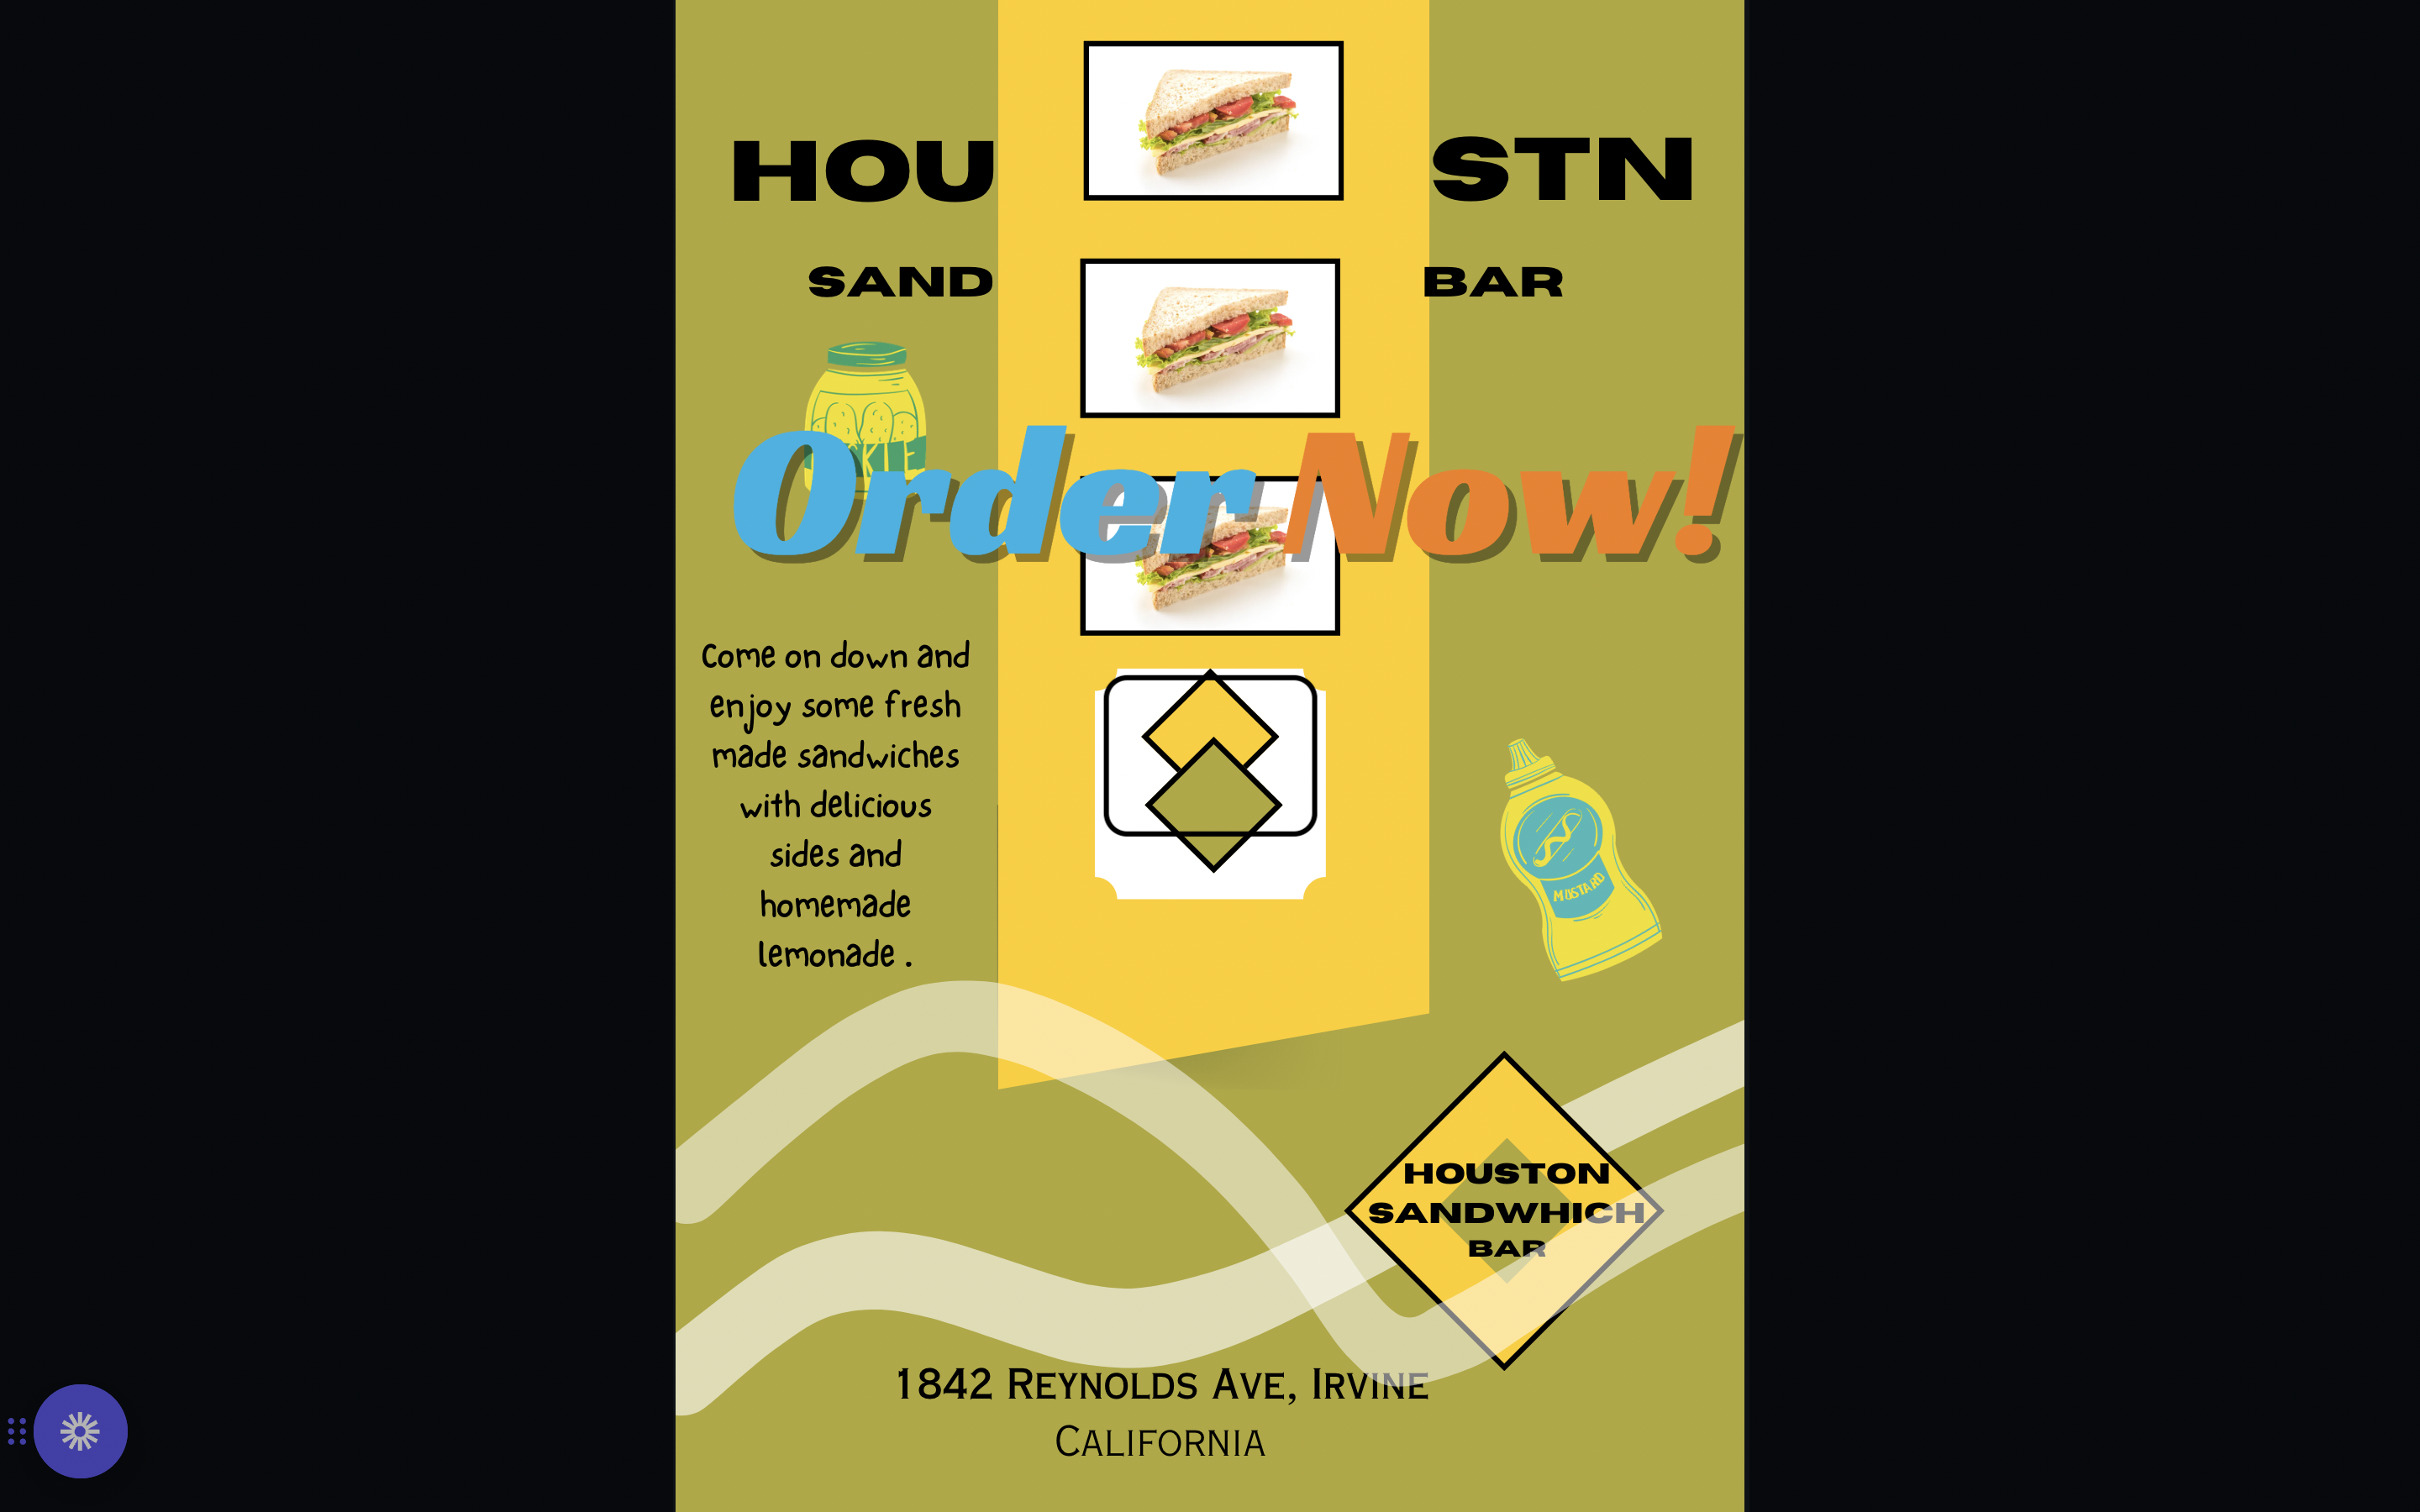 HOU STN
SAND BAR
KIE
Order Now!
Come on down and
enjoy some fresh
made sandwiches
with delicious
sides and
homemade
lemonade .
MUSTARD
HOUSTON
SANDWHICH
BAR
1842 Reynolds Ave, Irvine
California